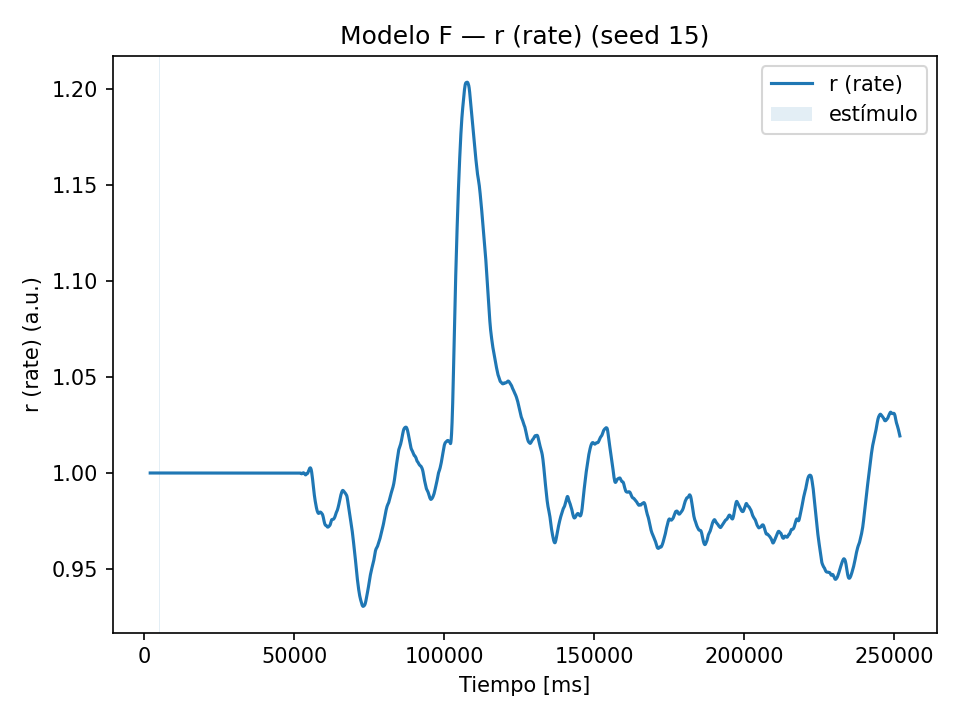 Modelo F — r (rate) (seed 15)
r (rate)
estímulo
r (rate) (a.u.)
1.20
1.15
1.10
1.05
1.00
0.95
0 50000 100000 150000 200000 250000
Tiempo [ms]